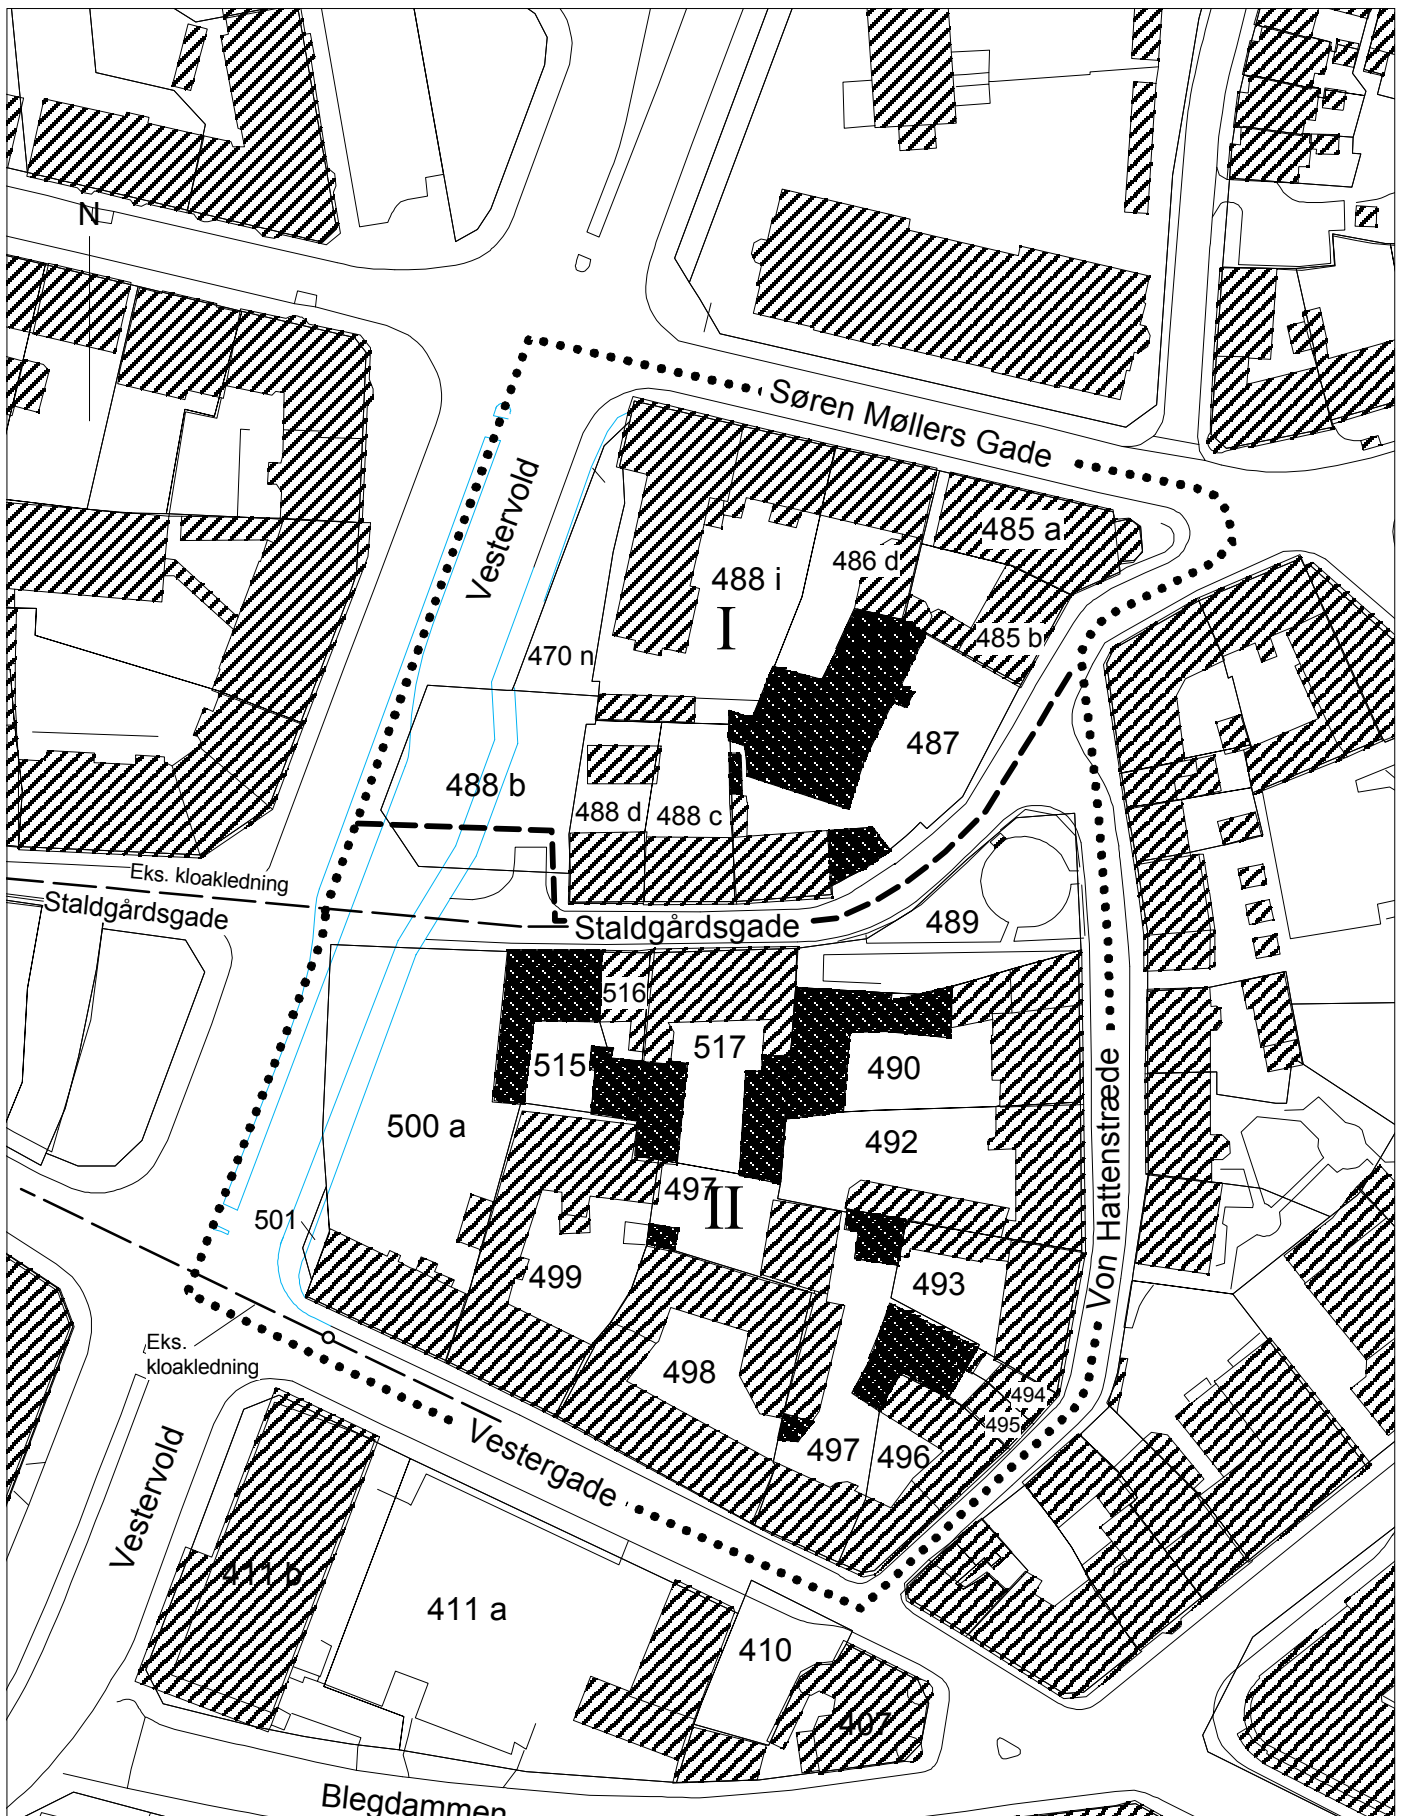 N
Søren Møllers Gade
Vestervold
485 a
486 d
488 i
I
485 b
470 n
487
488 b
488 d
488 c
Eks. kloakledning
Staldgårdsgade
Staldgårdsgade
489
516
517
515
490
500 a
492
Von Hattenstræde
497
II
501
499
493
Eks.
kloakledning
498
494
495
497
496
Vestergade
Vestervold
411 b
411 a
410
407
Blegdammen